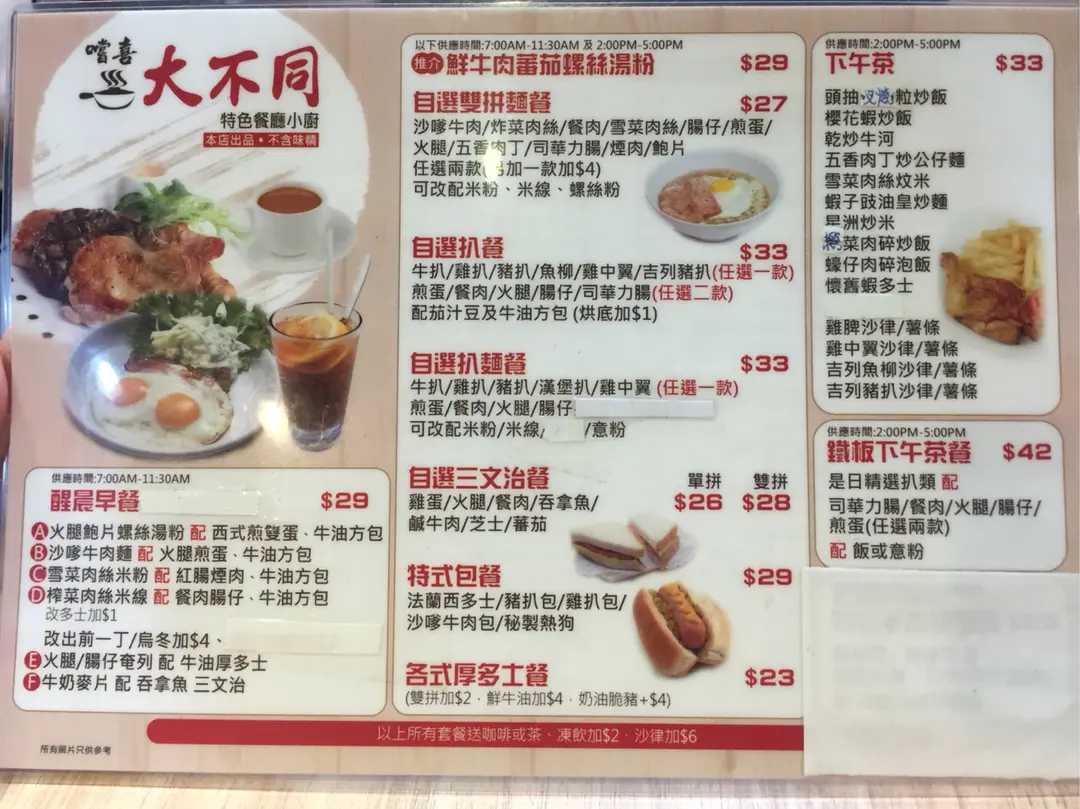 嚐喜
大不同
特色餐廳小廚
本店出品•不含味精
供應時間:7:00AM-11:30AM
醒晨早餐 $29
A 火腿鮑片螺絲湯粉 配 西式煎雙蛋、牛油方包
B 沙嗲牛肉麵 配 火腿煎蛋、牛油方包
C 雪菜肉絲米粉 配 紅腸煙肉、牛油方包
D 榨菜肉絲米線 配 餐肉腸仔、牛油方包
改多士加$1
改出前一丁/烏冬加$4、
E 火腿/腸仔奄列 配 牛油厚多士
F 牛奶麥片 配 吞拿魚 三文治
所有圖片只供參考
以下供應時間:7:00AM-11:30AM 及 2:00PM-5:00PM
推介 鮮牛肉蕃茄螺絲湯粉 $29
自選雙拼麵餐 $27
沙嗲牛肉/炸菜肉絲/餐肉/雪菜肉絲/腸仔/煎蛋/
火腿/五香肉丁/司華力腸/煙肉/鮑片
任選兩款(另加一款加$4)
可改配米粉、米線、螺絲粉
自選扒餐 $33
牛扒/雞扒/豬扒/魚柳/雞中翼/吉列豬扒(任選一款)
煎蛋/餐肉/火腿/腸仔/司華力腸(任選二款)
配茄汁豆及牛油方包 (烘底加$1)
自選扒麵餐 $33
牛扒/雞扒/豬扒/漢堡扒/雞中翼 (任選一款)
煎蛋/餐肉/火腿/腸仔
可改配米粉/米線/ /意粉
自選三文治餐 單拼 $26 雙拼 $28
雞蛋/火腿/餐肉/吞拿魚/
鹹牛肉/芝士/蕃茄
特式包餐 $29
法蘭西多士/豬扒包/雞扒包/
沙嗲牛肉包/秘製熱狗
各式厚多士餐 $23
(雙拼加$2、鮮牛油加$4、奶油脆豬+$4)
以上所有套餐送咖啡或茶、凍飲加$2、沙律加$6
供應時間:2:00PM-5:00PM
下午茶 $33
頭抽 粒炒飯
櫻花蝦炒飯
乾炒牛河
五香肉丁炒公仔麵
雪菜肉絲炆米
蝦子豉油皇炒麵
星洲炒米
欖菜肉碎炒飯
蠔仔肉碎泡飯
懷舊蝦多士
雞脾沙律/薯條
雞中翼沙律/薯條
吉列魚柳沙律/薯條
吉列豬扒沙律/薯條
供應時間:2:00PM-5:00PM
鐵板下午茶餐 $42
是日精選扒類 配
司華力腸/餐肉/火腿/腸仔/
煎蛋(任選兩款)
配 飯或意粉